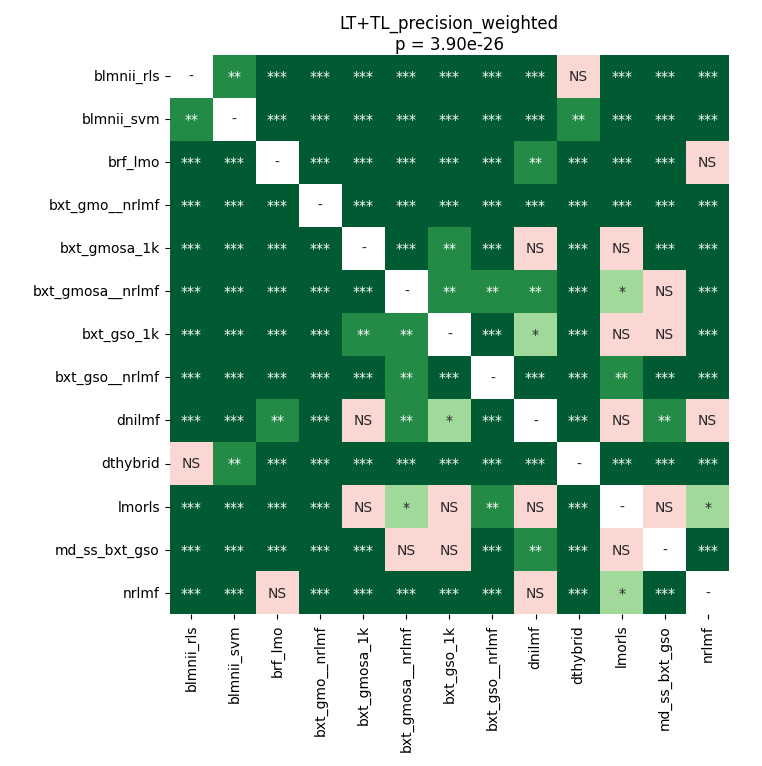 LT+TL_precision_weighted
p = 3.90e-26
blmnii_rls - ** *** *** *** *** *** *** *** NS *** *** ***
blmnii_svm ** - *** *** *** *** *** *** *** ** *** *** ***
brf_lmo *** *** - *** *** *** *** *** ** *** *** *** NS
bxt_gmo__nrlmf *** *** *** - *** *** *** *** *** *** *** *** ***
bxt_gmosa_1k *** *** *** *** - *** ** *** NS *** NS *** ***
bxt_gmosa__nrlmf *** *** *** *** *** - ** ** ** *** * NS ***
bxt_gso_1k *** *** *** *** ** ** - *** * *** NS NS ***
bxt_gso__nrlmf *** *** *** *** *** ** *** - *** *** ** *** ***
dnilmf *** *** ** *** NS ** * *** - *** NS ** NS
dthybrid NS ** *** *** *** *** *** *** *** - *** *** ***
lmorls *** *** *** *** NS * NS ** NS *** - NS *
md_ss_bxt_gso *** *** *** *** *** NS NS *** ** *** NS - ***
nrlmf *** *** NS *** *** *** *** *** NS *** * *** -
blmnii_rls
blmnii_svm
brf_lmo
bxt_gmo__nrlmf
bxt_gmosa_1k
bxt_gmosa__nrlmf
bxt_gso_1k
bxt_gso__nrlmf
dnilmf
dthybrid
lmorls
md_ss_bxt_gso
nrlmf